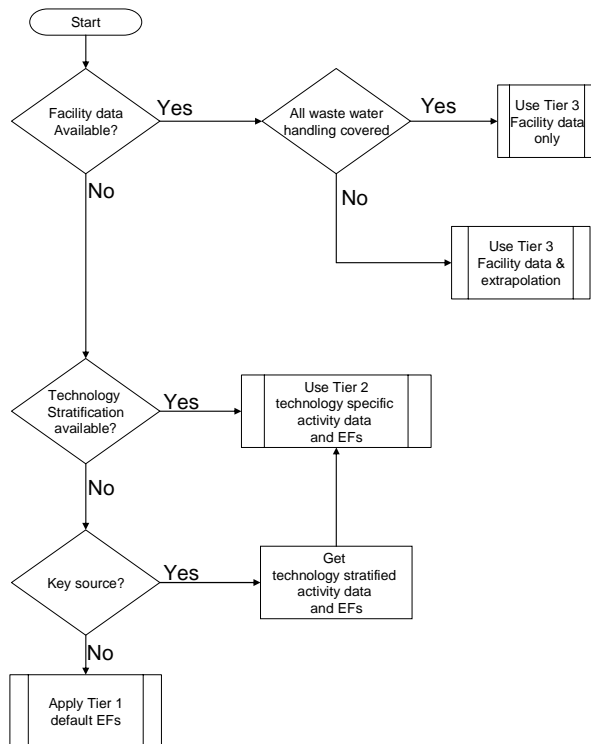 Start
Facility data
Available?
Yes
All waste water
handling covered
Yes
Use Tier 3
Facility data
only
No
No
Use Tier 3
Facility data &
extrapolation
Technology
Stratification
available?
Yes
Use Tier 2
technology specific
activity data
and EFs
No
Key source?
Yes
Get
technology stratified
activity data
and EFs
No
Apply Tier 1
default EFs